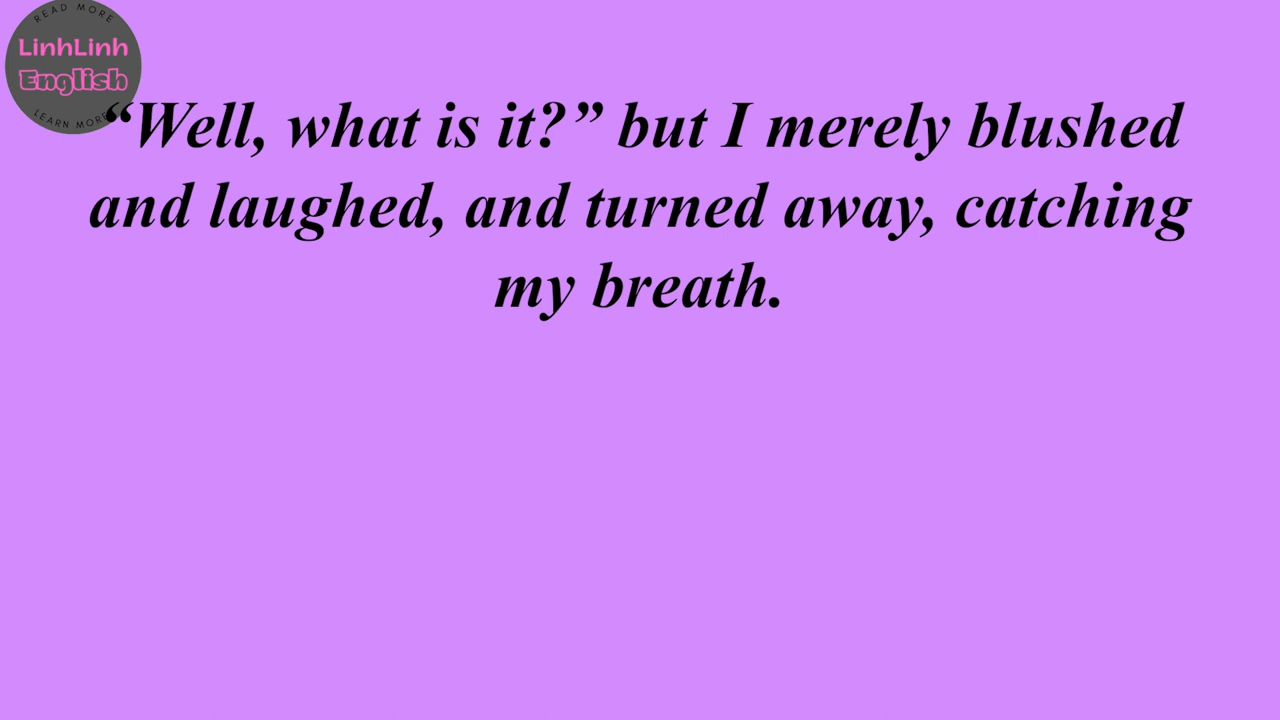 READ MORE
LinhLinh
English
LEARN MORE
“Well, what is it?” but I merely blushed
and laughed, and turned away, catching
my breath.